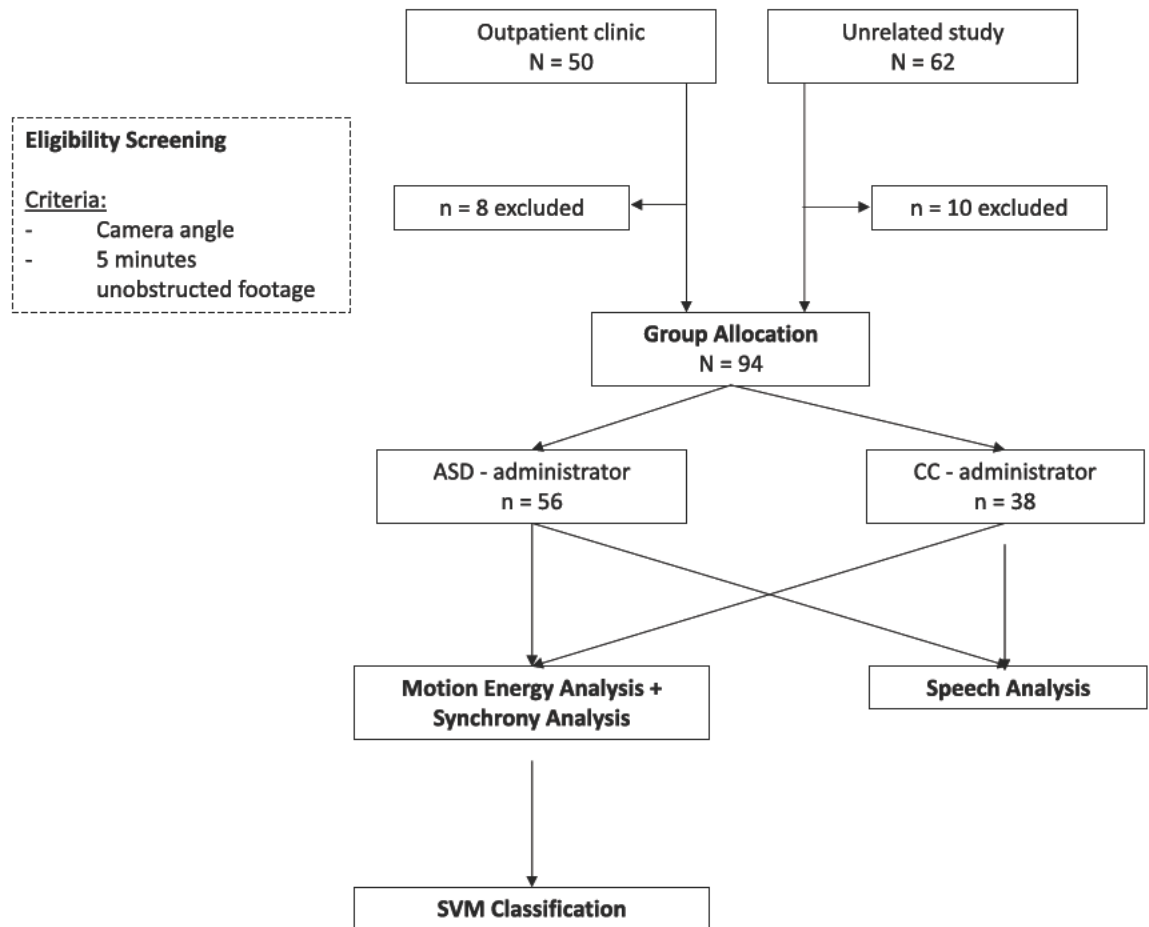 Outpatient clinic
N = 50
Unrelated study
N = 62
Eligibility Screening
Criteria:
- Camera angle
- 5 minutes
unobstructed footage
n = 8 excluded
n = 10 excluded
Group Allocation
N = 94
ASD - administrator
n = 56
CC - administrator
n = 38
Motion Energy Analysis +
Synchrony Analysis
Speech Analysis
SVM Classification